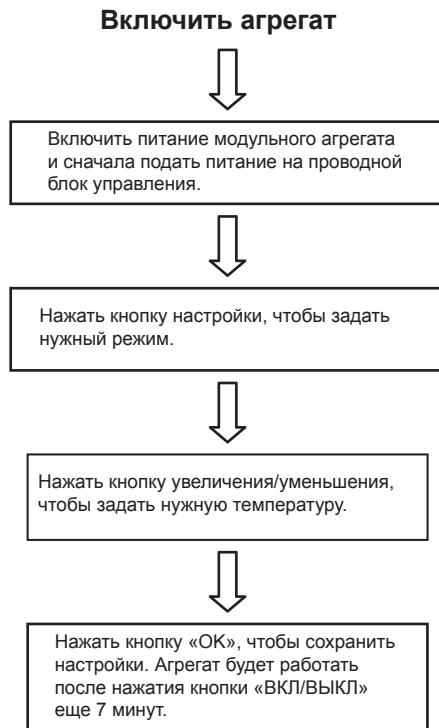 Включить агрегат
Включить питание модульного агрегата
и сначала подать питание на проводной
блок управления.
Нажать кнопку настройки, чтобы задать
нужный режим.
Нажать кнопку увеличения/уменьшения,
чтобы задать нужную температуру.
Нажать кнопку «ОК», чтобы сохранить
настройки. Агрегат будет работать
после нажатия кнопки «ВКЛ/ВЫКЛ»
еще 7 минут.